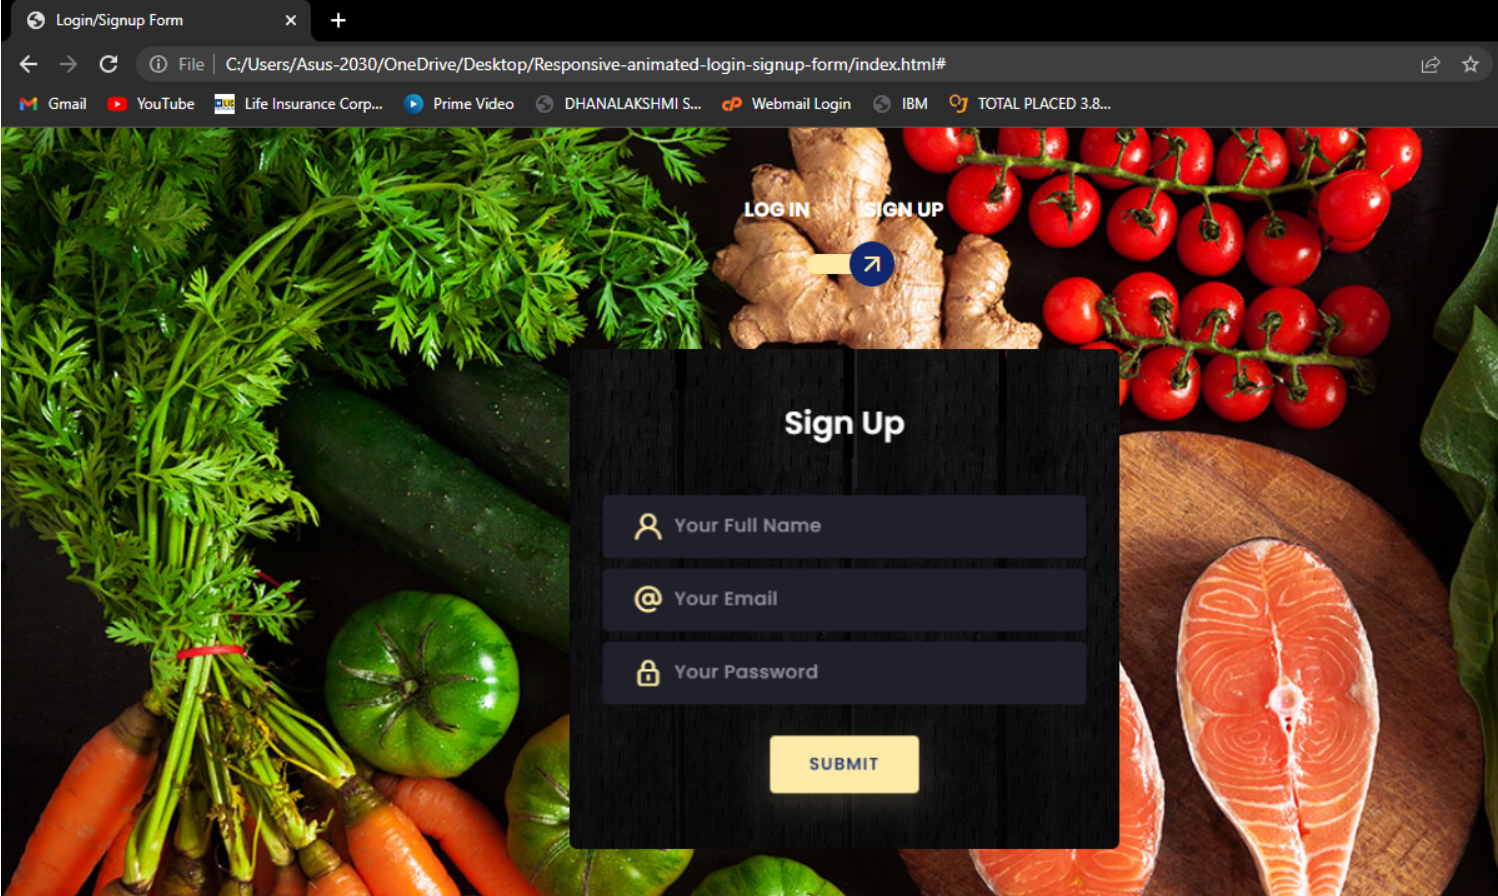 Login/Signup Form
File | C:/Users/Asus-2030/OneDrive/Desktop/Responsive-animated-login-signup-form/index.html#
Gmail YouTube Life Insurance Corp... Prime Video DHANALAKSHMI S... Webmail Login IBM TOTAL PLACED 3.8...
LOG IN SIGN UP
Sign Up
Your Full Name
@ Your Email
Your Password
SUBMIT